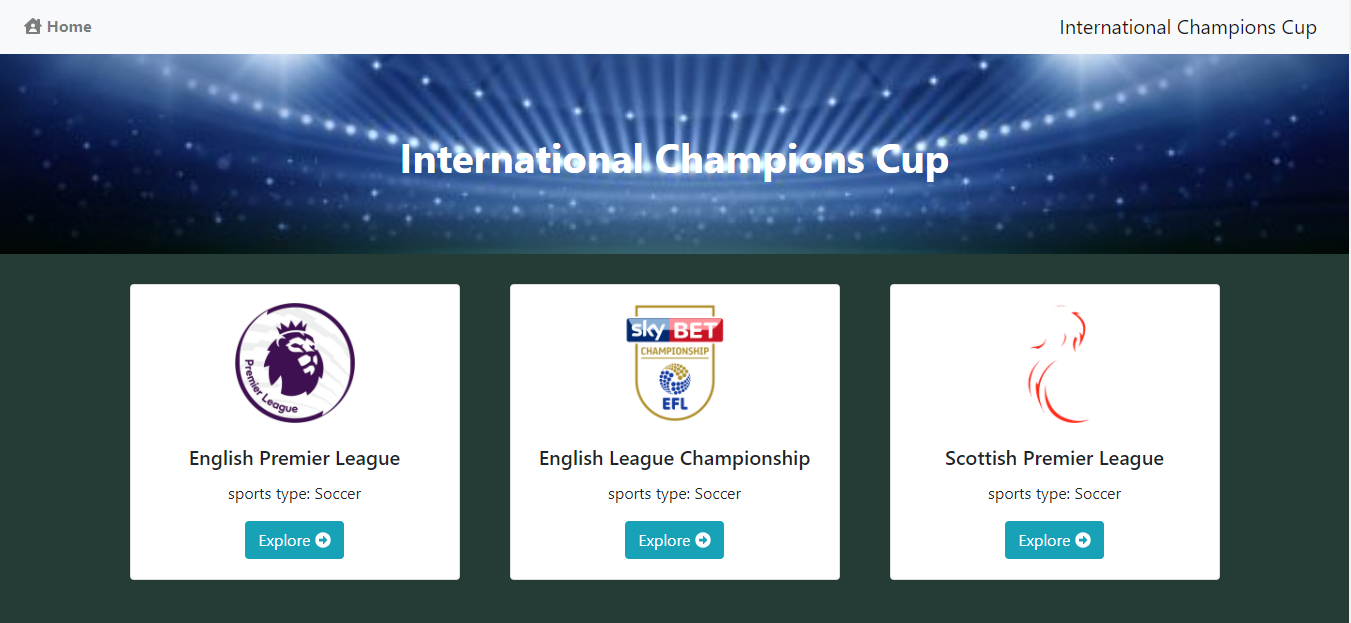 Home
International Champions Cup
International Champions Cup
Premier League
sky BET
CHAMPIONSHIP
EFL
English Premier League
English League Championship
Scottish Premier League
sports type: Soccer
sports type: Soccer
sports type: Soccer
Explore
Explore
Explore